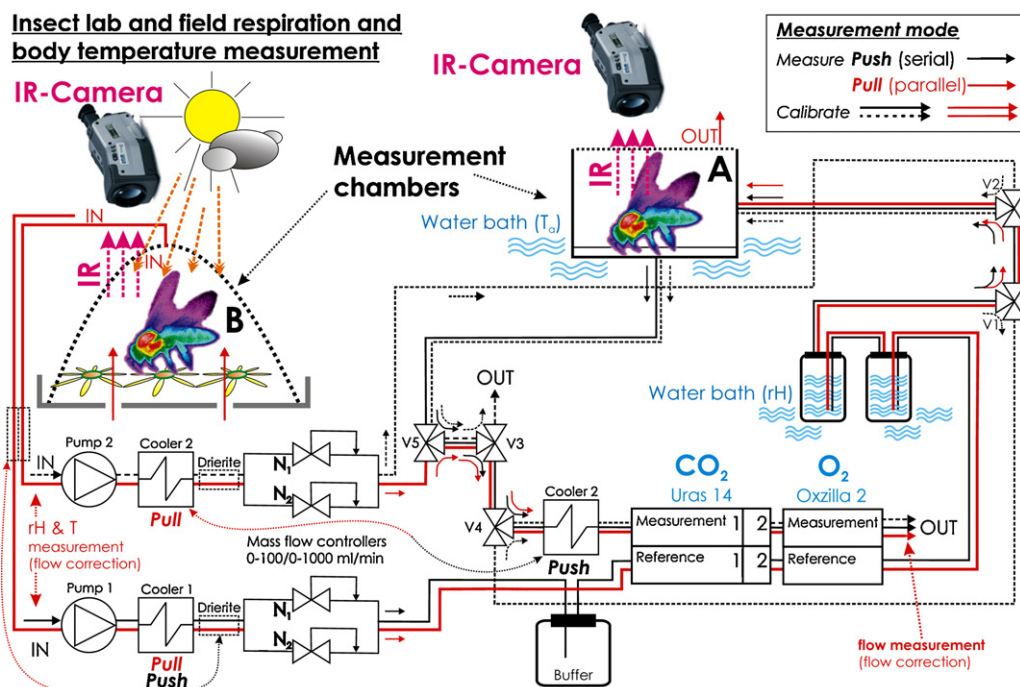 Insect lab and field respiration and
body temperature measurement
IR-Camera
IR-Camera
Measurement mode
Measure Push (serial)
Pull (parallel)
Calibrate
OUT
A
IR
Measurement
chambers
Water bath (Ta)
V2
IN
IN
IR
B
V1
Water bath (rH)
OUT
V5
V3
Pump 2
Cooler 2
Drierite
IN
N1
N2
Pull
CO2
Uras 14
O2
Oxzilla 2
Cooler 2
V4
Measurement 1 2 Measurement
OUT
Reference 1 2 Reference
Push
rH & T
measurement
(flow correction)
Mass flow controllers
0-100/0-1000 ml/min
Pump 1
Cooler 1
Drierite
IN
N1
N2
Pull
Push
Buffer
flow measurement
(flow correction)